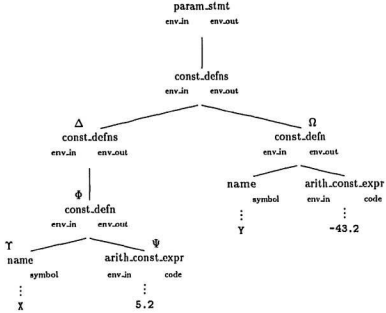 param_stmt
env_in env_out
const_defns
env_in env_out
Δ Ω
const_defns const_defn
env_in env_out env_in env_out
Φ
const_defn name arith_const_expr
env_in env_out symbol env_in code
⋮ ⋮
Υ Ψ Y -43.2
name arith_const_expr
symbol env_in code
⋮ ⋮
X 5.2